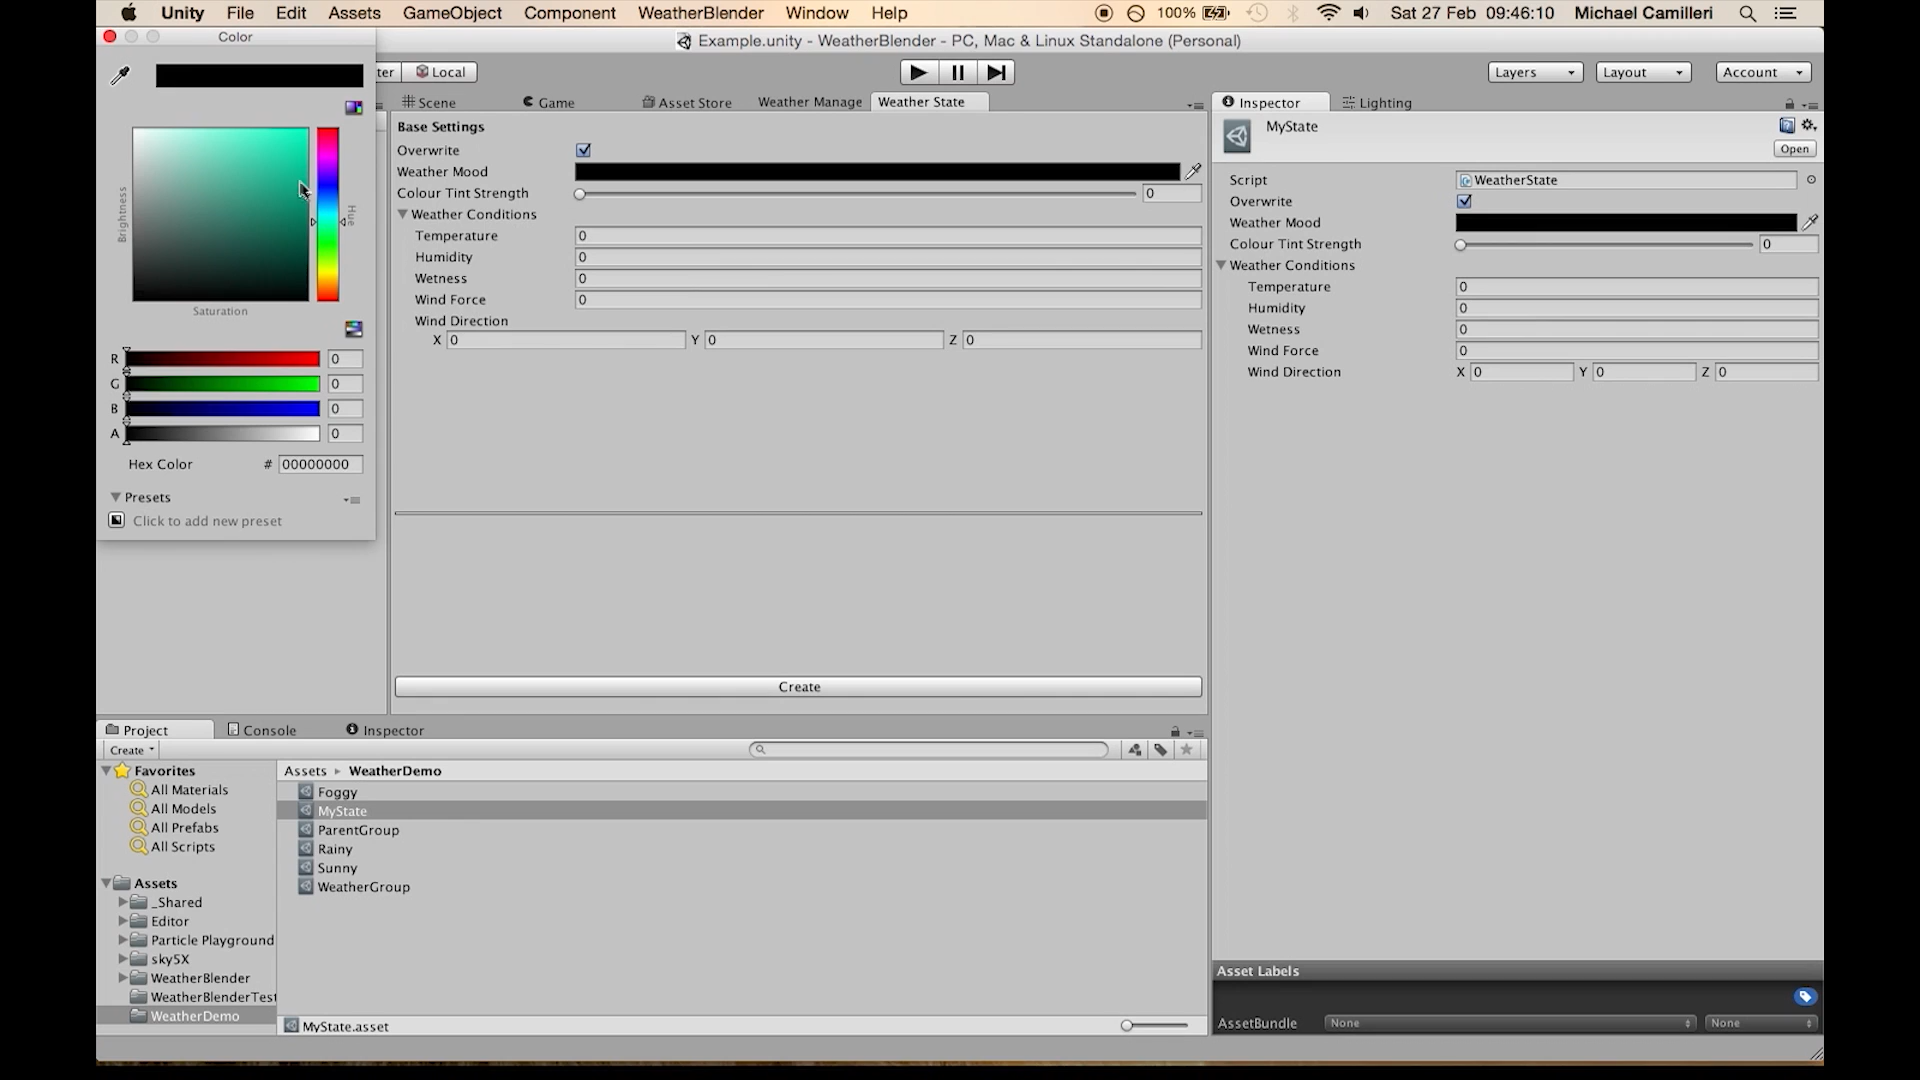 Unity File Edit Assets GameObject Component WeatherBlender Window Help 100% Sat 27 Feb 09:46:10 Michael Camilleri
Color
Example.unity - WeatherBlender - PC, Mac & Linux Standalone (Personal)
ter Local Layers Layout Account
Scene Game Asset Store Weather Manage Weather State
Inspector Lighting
Brightness
Hue
Saturation
R 0
G 0
B 0
A 0
Hex Color # 00000000
Presets
Click to add new preset
Base Settings
Overwrite
Weather Mood
Colour Tint Strength 0
Weather Conditions
Temperature 0
Humidity 0
Wetness 0
Wind Force 0
Wind Direction
X 0 Y 0 Z 0
Create
MyState
Open
Script WeatherState
Overwrite
Weather Mood
Colour Tint Strength 0
Weather Conditions
Temperature 0
Humidity 0
Wetness 0
Wind Force 0
Wind Direction X 0 Y 0 Z 0
Project Console Inspector
Create
Favorites
All Materials
All Models
All Prefabs
All Scripts
Assets
_Shared
Editor
Particle Playground
sky5X
WeatherBlender
WeatherBlenderTest
WeatherDemo
Assets WeatherDemo
Foggy
MyState
ParentGroup
Rainy
Sunny
WeatherGroup
MyState.asset
Asset Labels
AssetBundle None None